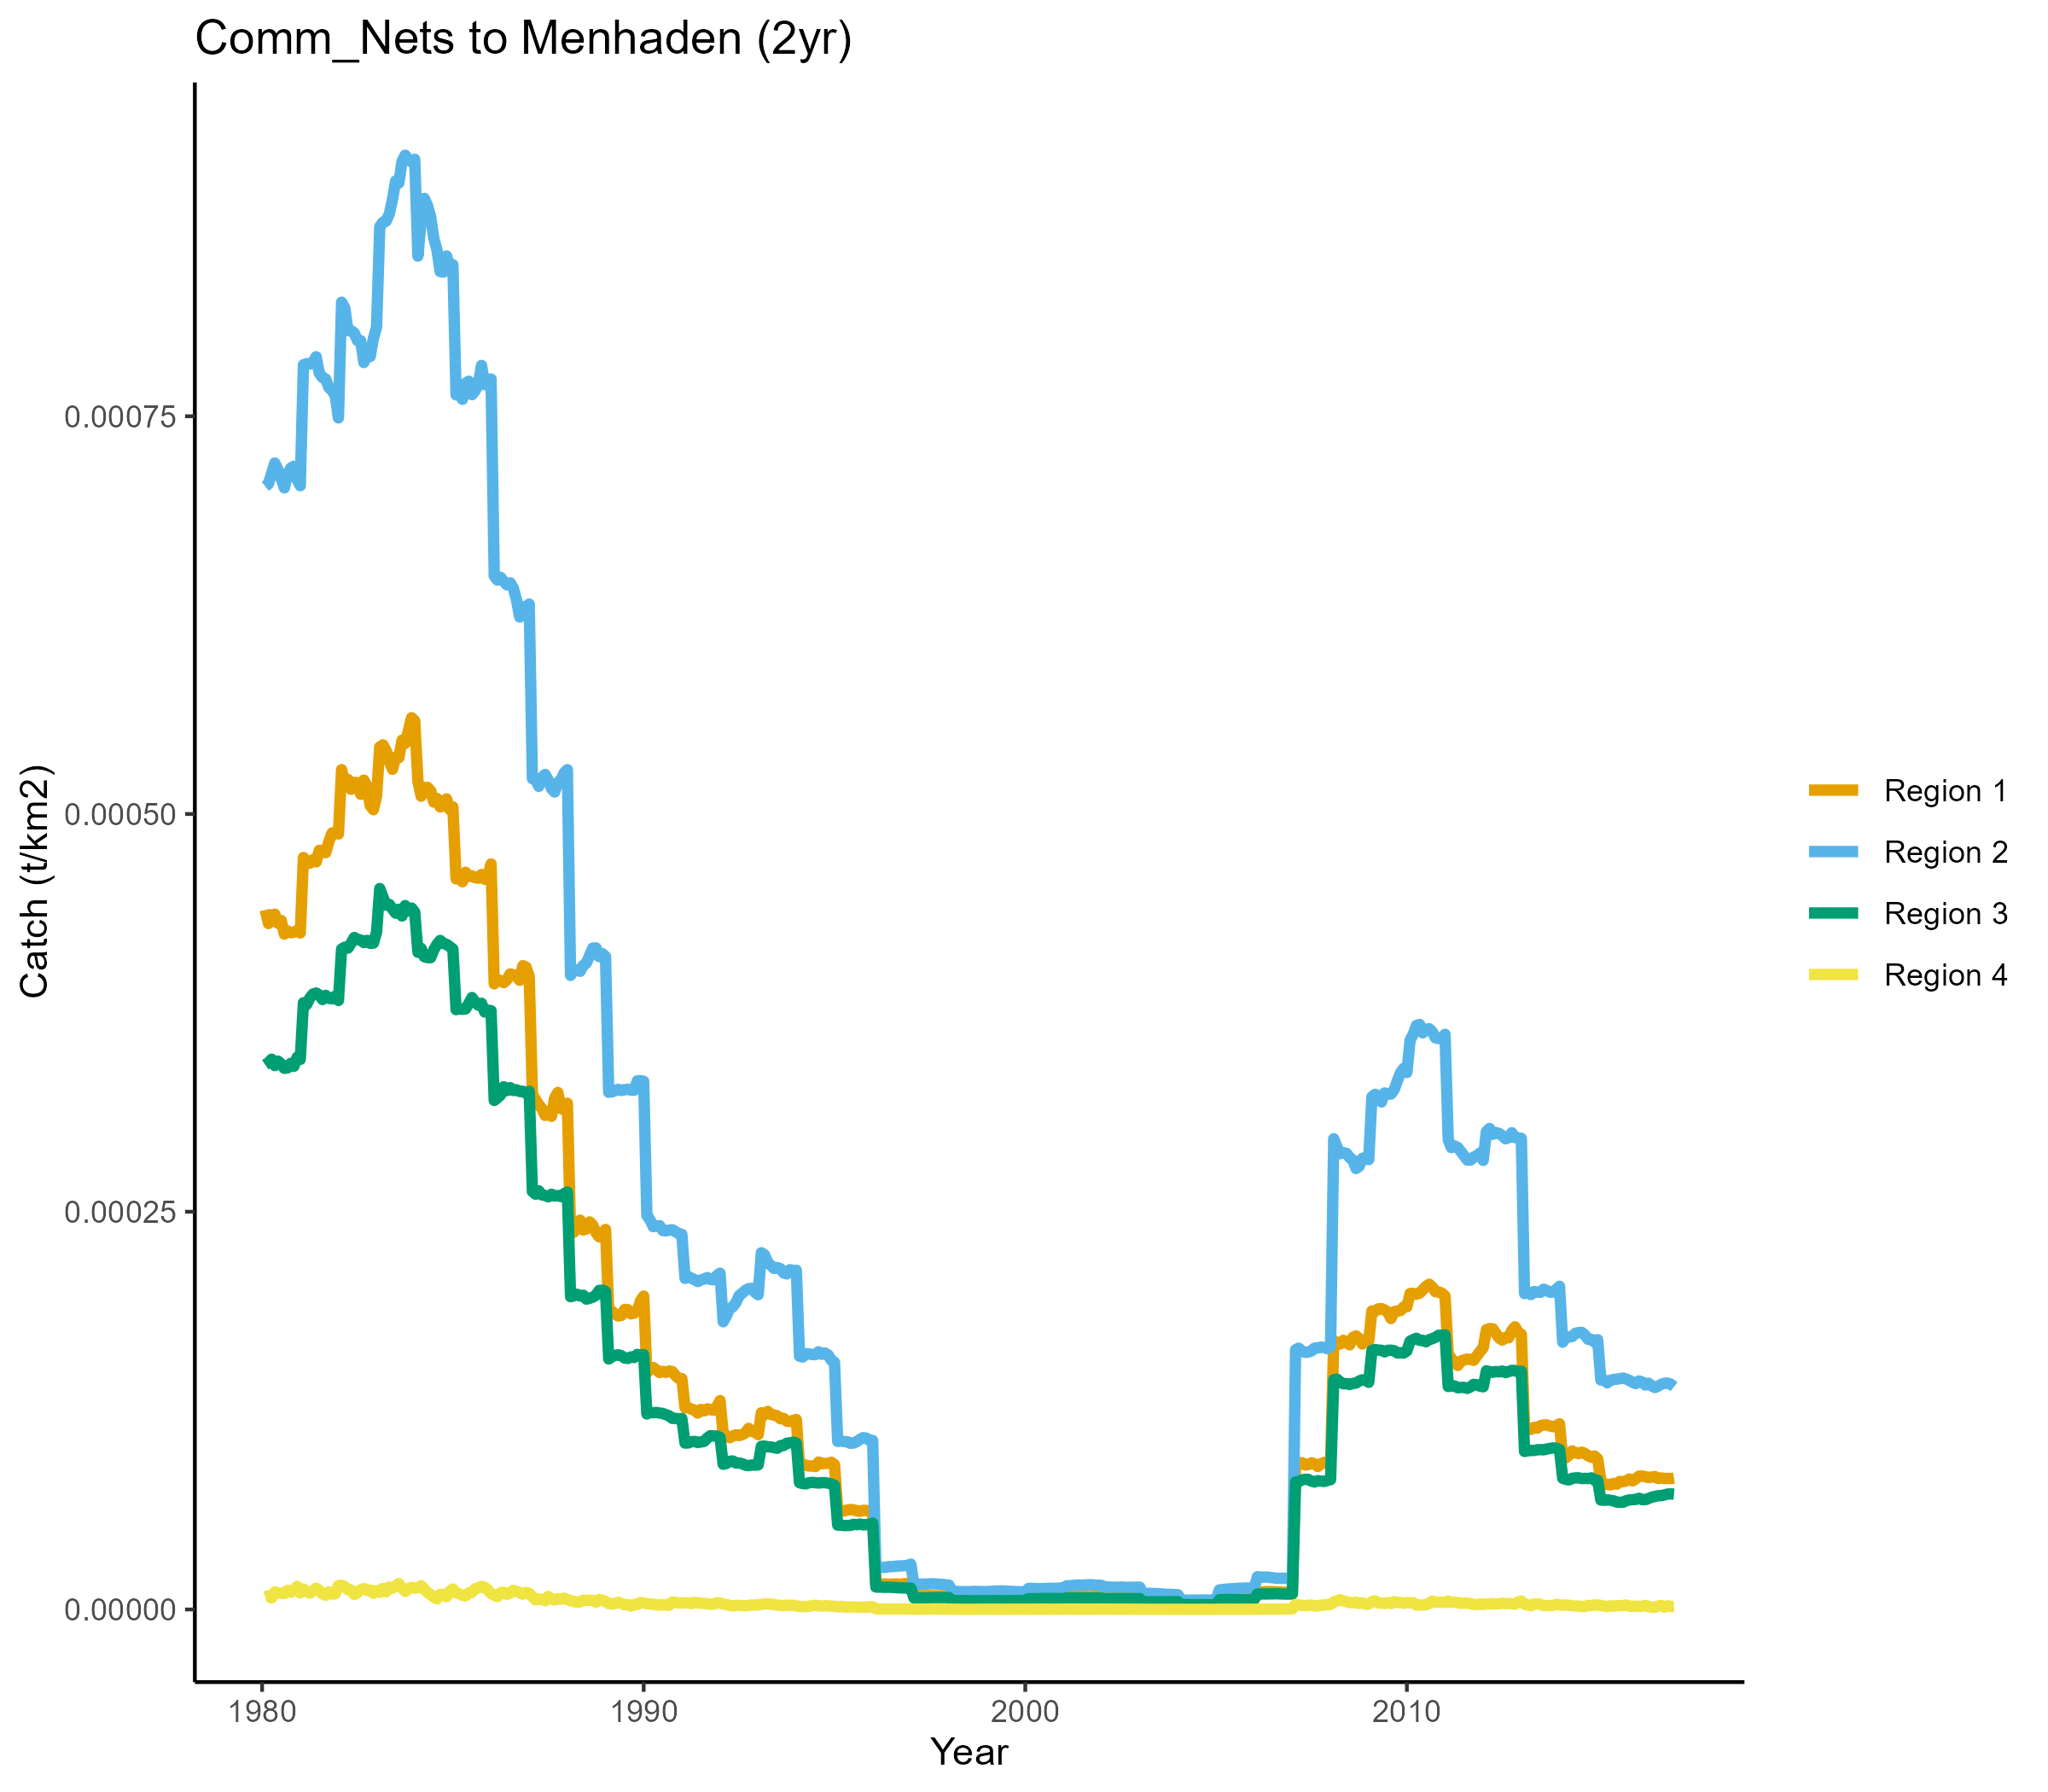 Comm_Nets to Menhaden (2yr)
Catch (t/km2)
0.00075
0.00050
0.00025
0.00000
1980
1990
2000
2010
Year
Region 1
Region 2
Region 3
Region 4